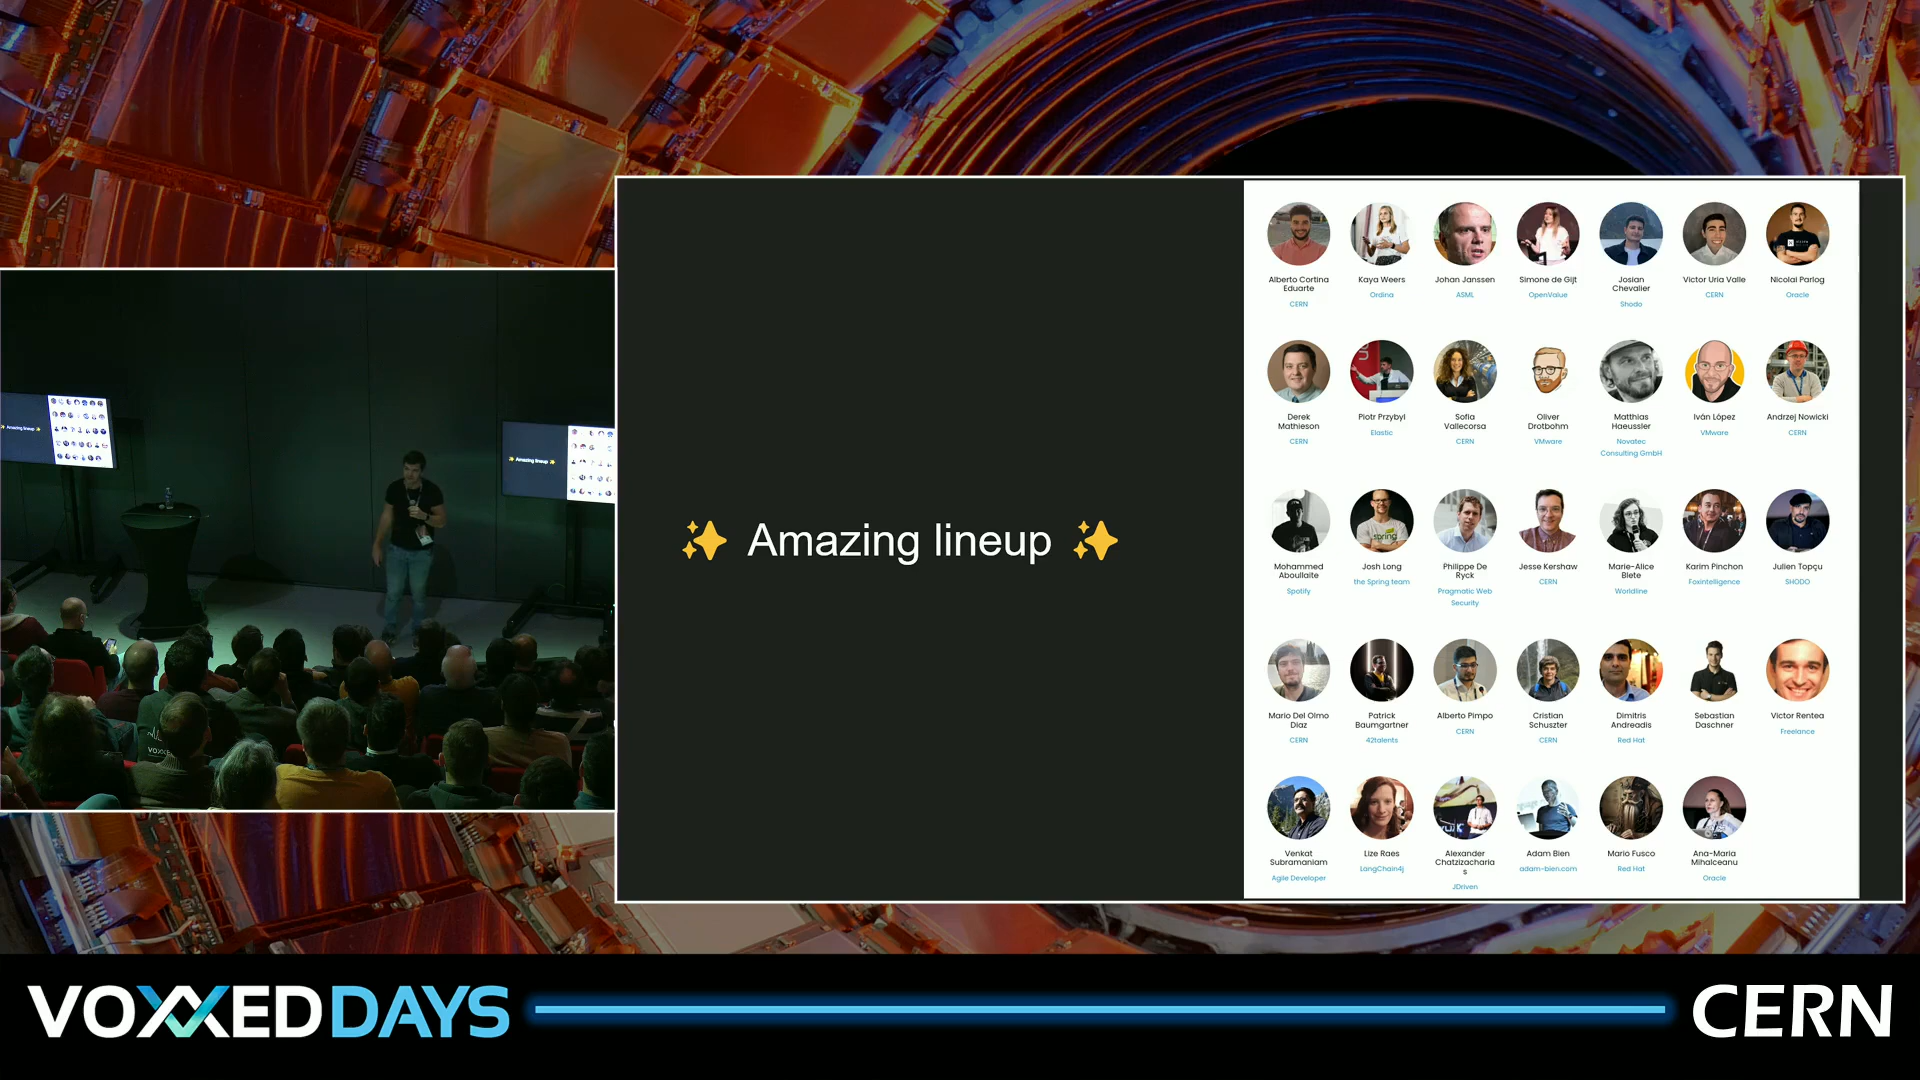 ✨ Amazing lineup ✨
Alberto Cortina
Eduarte
CERN
Kaya Weers
Ordina
Johan Janssen
ASML
Simone de Gijt
OpenValue
Josian
Chevalier
Shodo
Victor Uria Valle
CERN
Nicolai Parlog
Oracle
Derek
Mathieson
CERN
Piotr Przybyl
Elastic
Sofia
Vallecorsa
CERN
Oliver
Drotbohm
VMware
Matthias
Haeussler
Novatec
Consulting GmbH
Iván López
VMware
Andrzej Nowicki
CERN
Mohammed
Aboullaite
Spotify
Josh Long
the Spring team
Philippe De
Ryck
Pragmatic Web
Security
Jesse Kershaw
CERN
Marie-Alice
Blete
Worldline
Karim Pinchon
Foxintelligence
Julien Topçu
SHODO
Mario Del Olmo
Diaz
CERN
Patrick
Baumgartner
42talents
Alberto Pimpo
CERN
Cristian
Schuszter
CERN
Dimitris
Andreadis
Red Hat
Sebastian
Daschner
Victor Rentea
Freelance
Venkat
Subramaniam
Agile Developer
Lize Raes
LangChain4j
Alexander
Chatzizacharia
s
JDriven
Adam Bien
adam-bien.com
Mario Fusco
Red Hat
Ana-Maria
Mihalceanu
Oracle
✨ Amazing lineup ✨
✨ Amazing lineup ✨
VOXXED DAYS
CERN